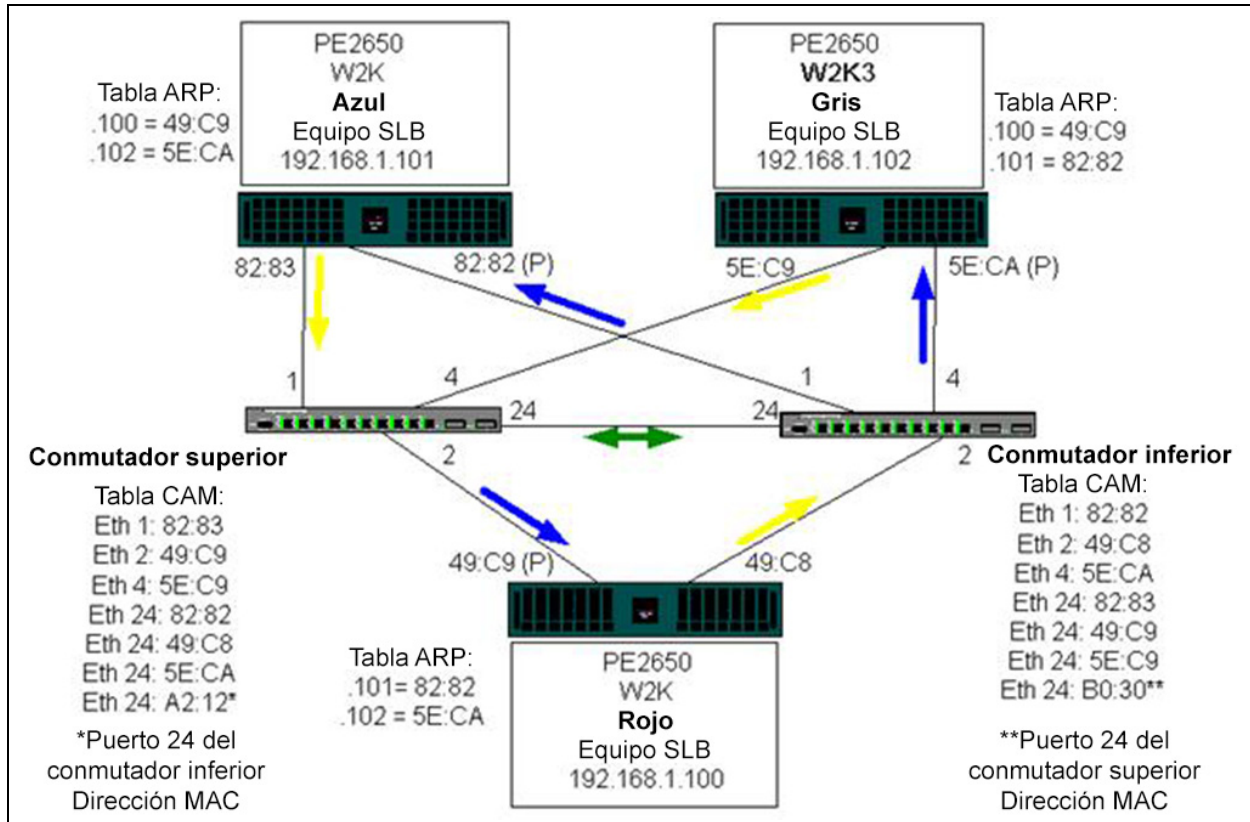 PE2650
W2K
Azul
Equipo SLB
192.168.1.101
Tabla ARP:
.100 = 49:C9
.102 = 5E:CA
PE2650
W2K3
Gris
Equipo SLB
192.168.1.102
Tabla ARP:
.100 = 49:C9
.101 = 82:82
82:83
82:82 (P)
5E:C9
5E:CA (P)
1
4
24
2
1
4
24
2
Conmutador superior
Tabla CAM:
Eth 1: 82:83
Eth 2: 49:C9
Eth 4: 5E:C9
Eth 24: 82:82
Eth 24: 49:C8
Eth 24: 5E:CA
Eth 24: A2:12*
*Puerto 24 del
conmutador inferior
Dirección MAC
Conmutador inferior
Tabla CAM:
Eth 1: 82:82
Eth 2: 49:C8
Eth 4: 5E:CA
Eth 24: 82:83
Eth 24: 49:C9
Eth 24: 5E:C9
Eth 24: B0:30**
**Puerto 24 del
conmutador superior
Dirección MAC
49:C9 (P)
49:C8
Tabla ARP:
.101= 82:82
.102 = 5E:CA
PE2650
W2K
Rojo
Equipo SLB
192.168.1.100